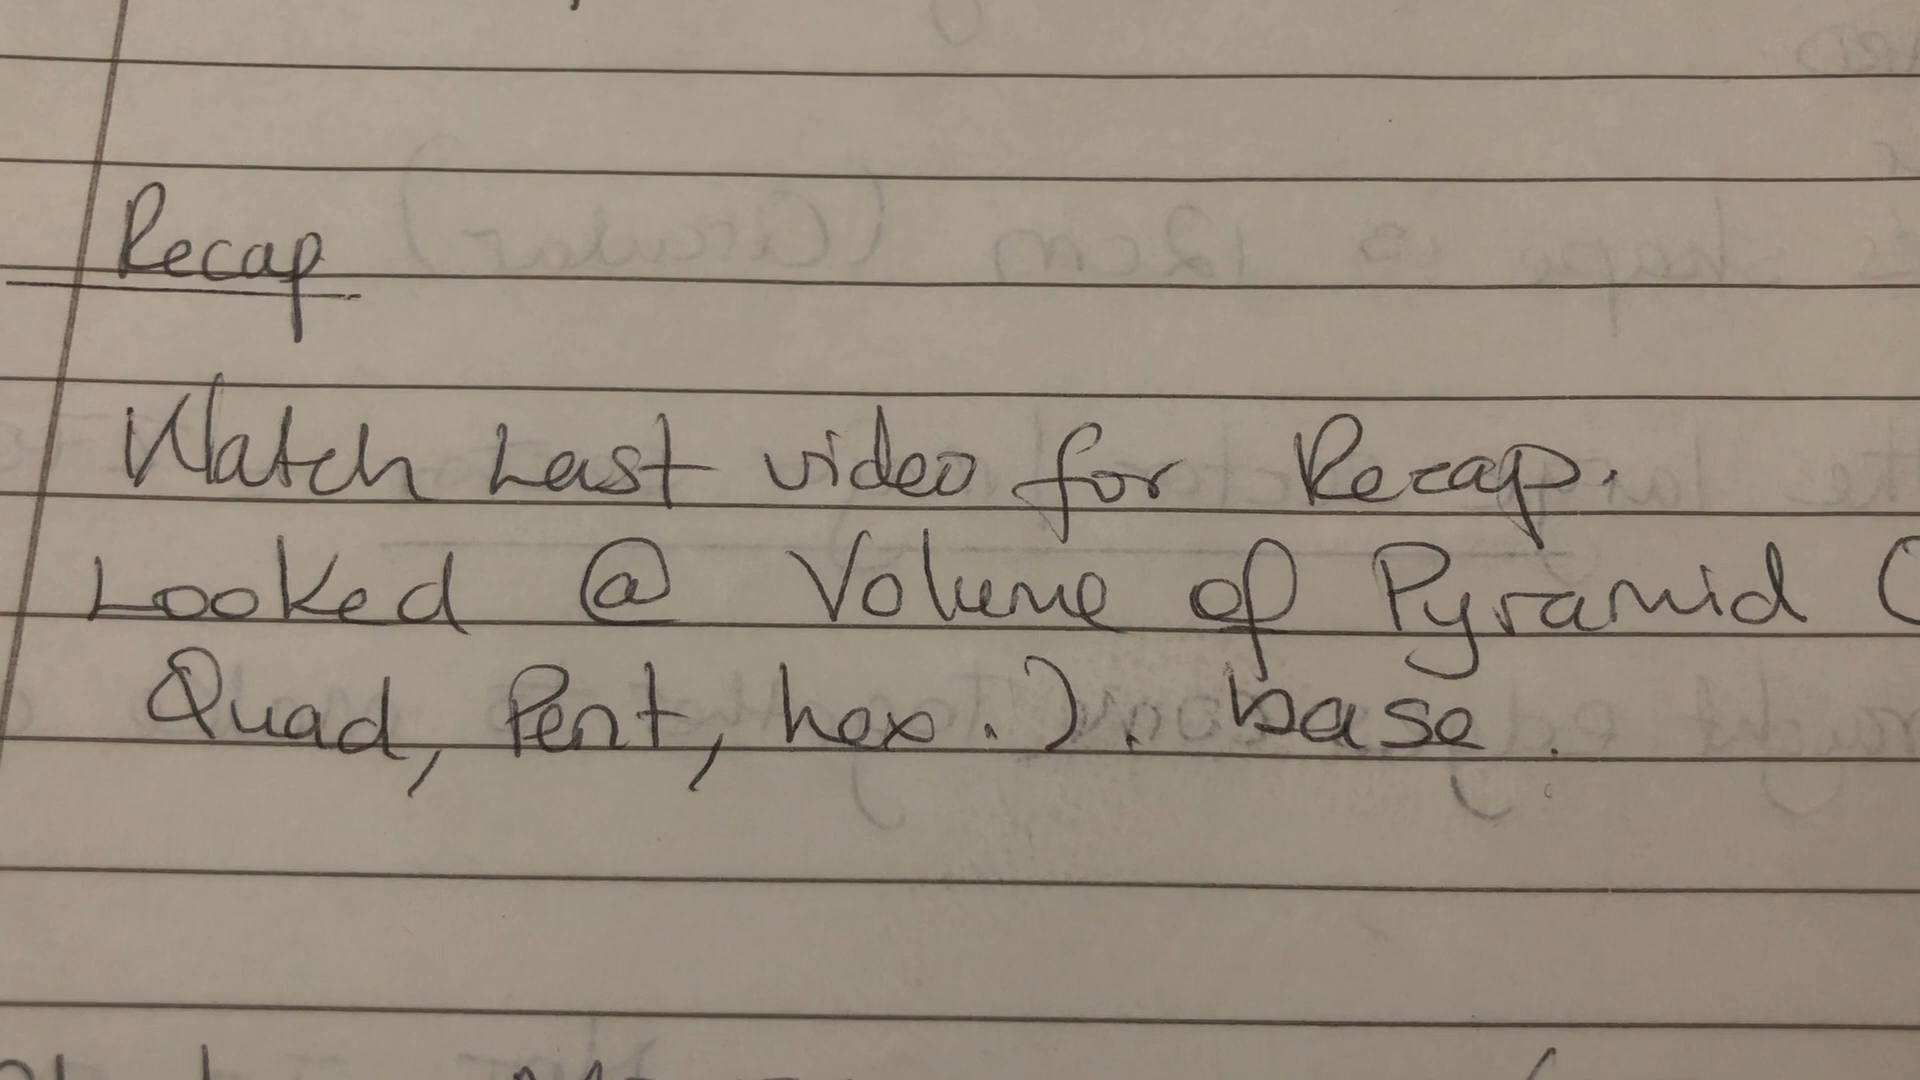 Recap
Watch Last video for Recap.
Looked @ Volume of Pyramid (
Quad, Pent, hex.). base.